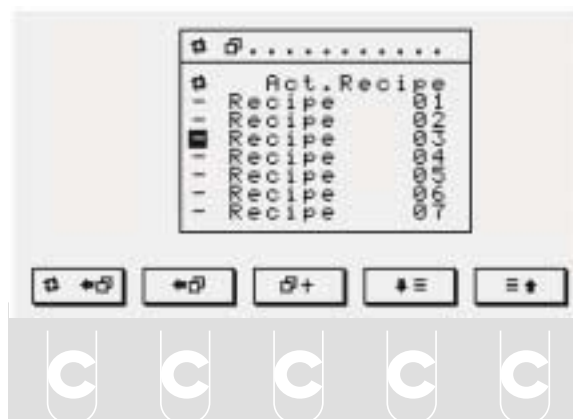 ...........
Act.Recipe
- Recipe 01
- Recipe 02
- Recipe 03
- Recipe 04
- Recipe 05
- Recipe 06
- Recipe 07
+
C C C C C